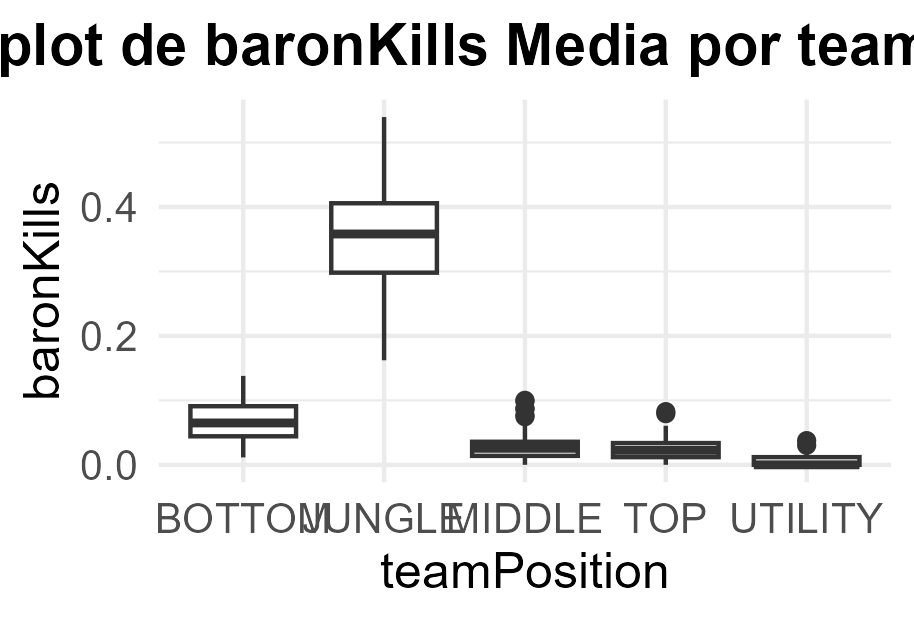 plot de baronKills Media por team
baronKills
0.4
0.2
0.0
BOTTOM JUNGLE MIDDLE TOP UTILITY
teamPosition